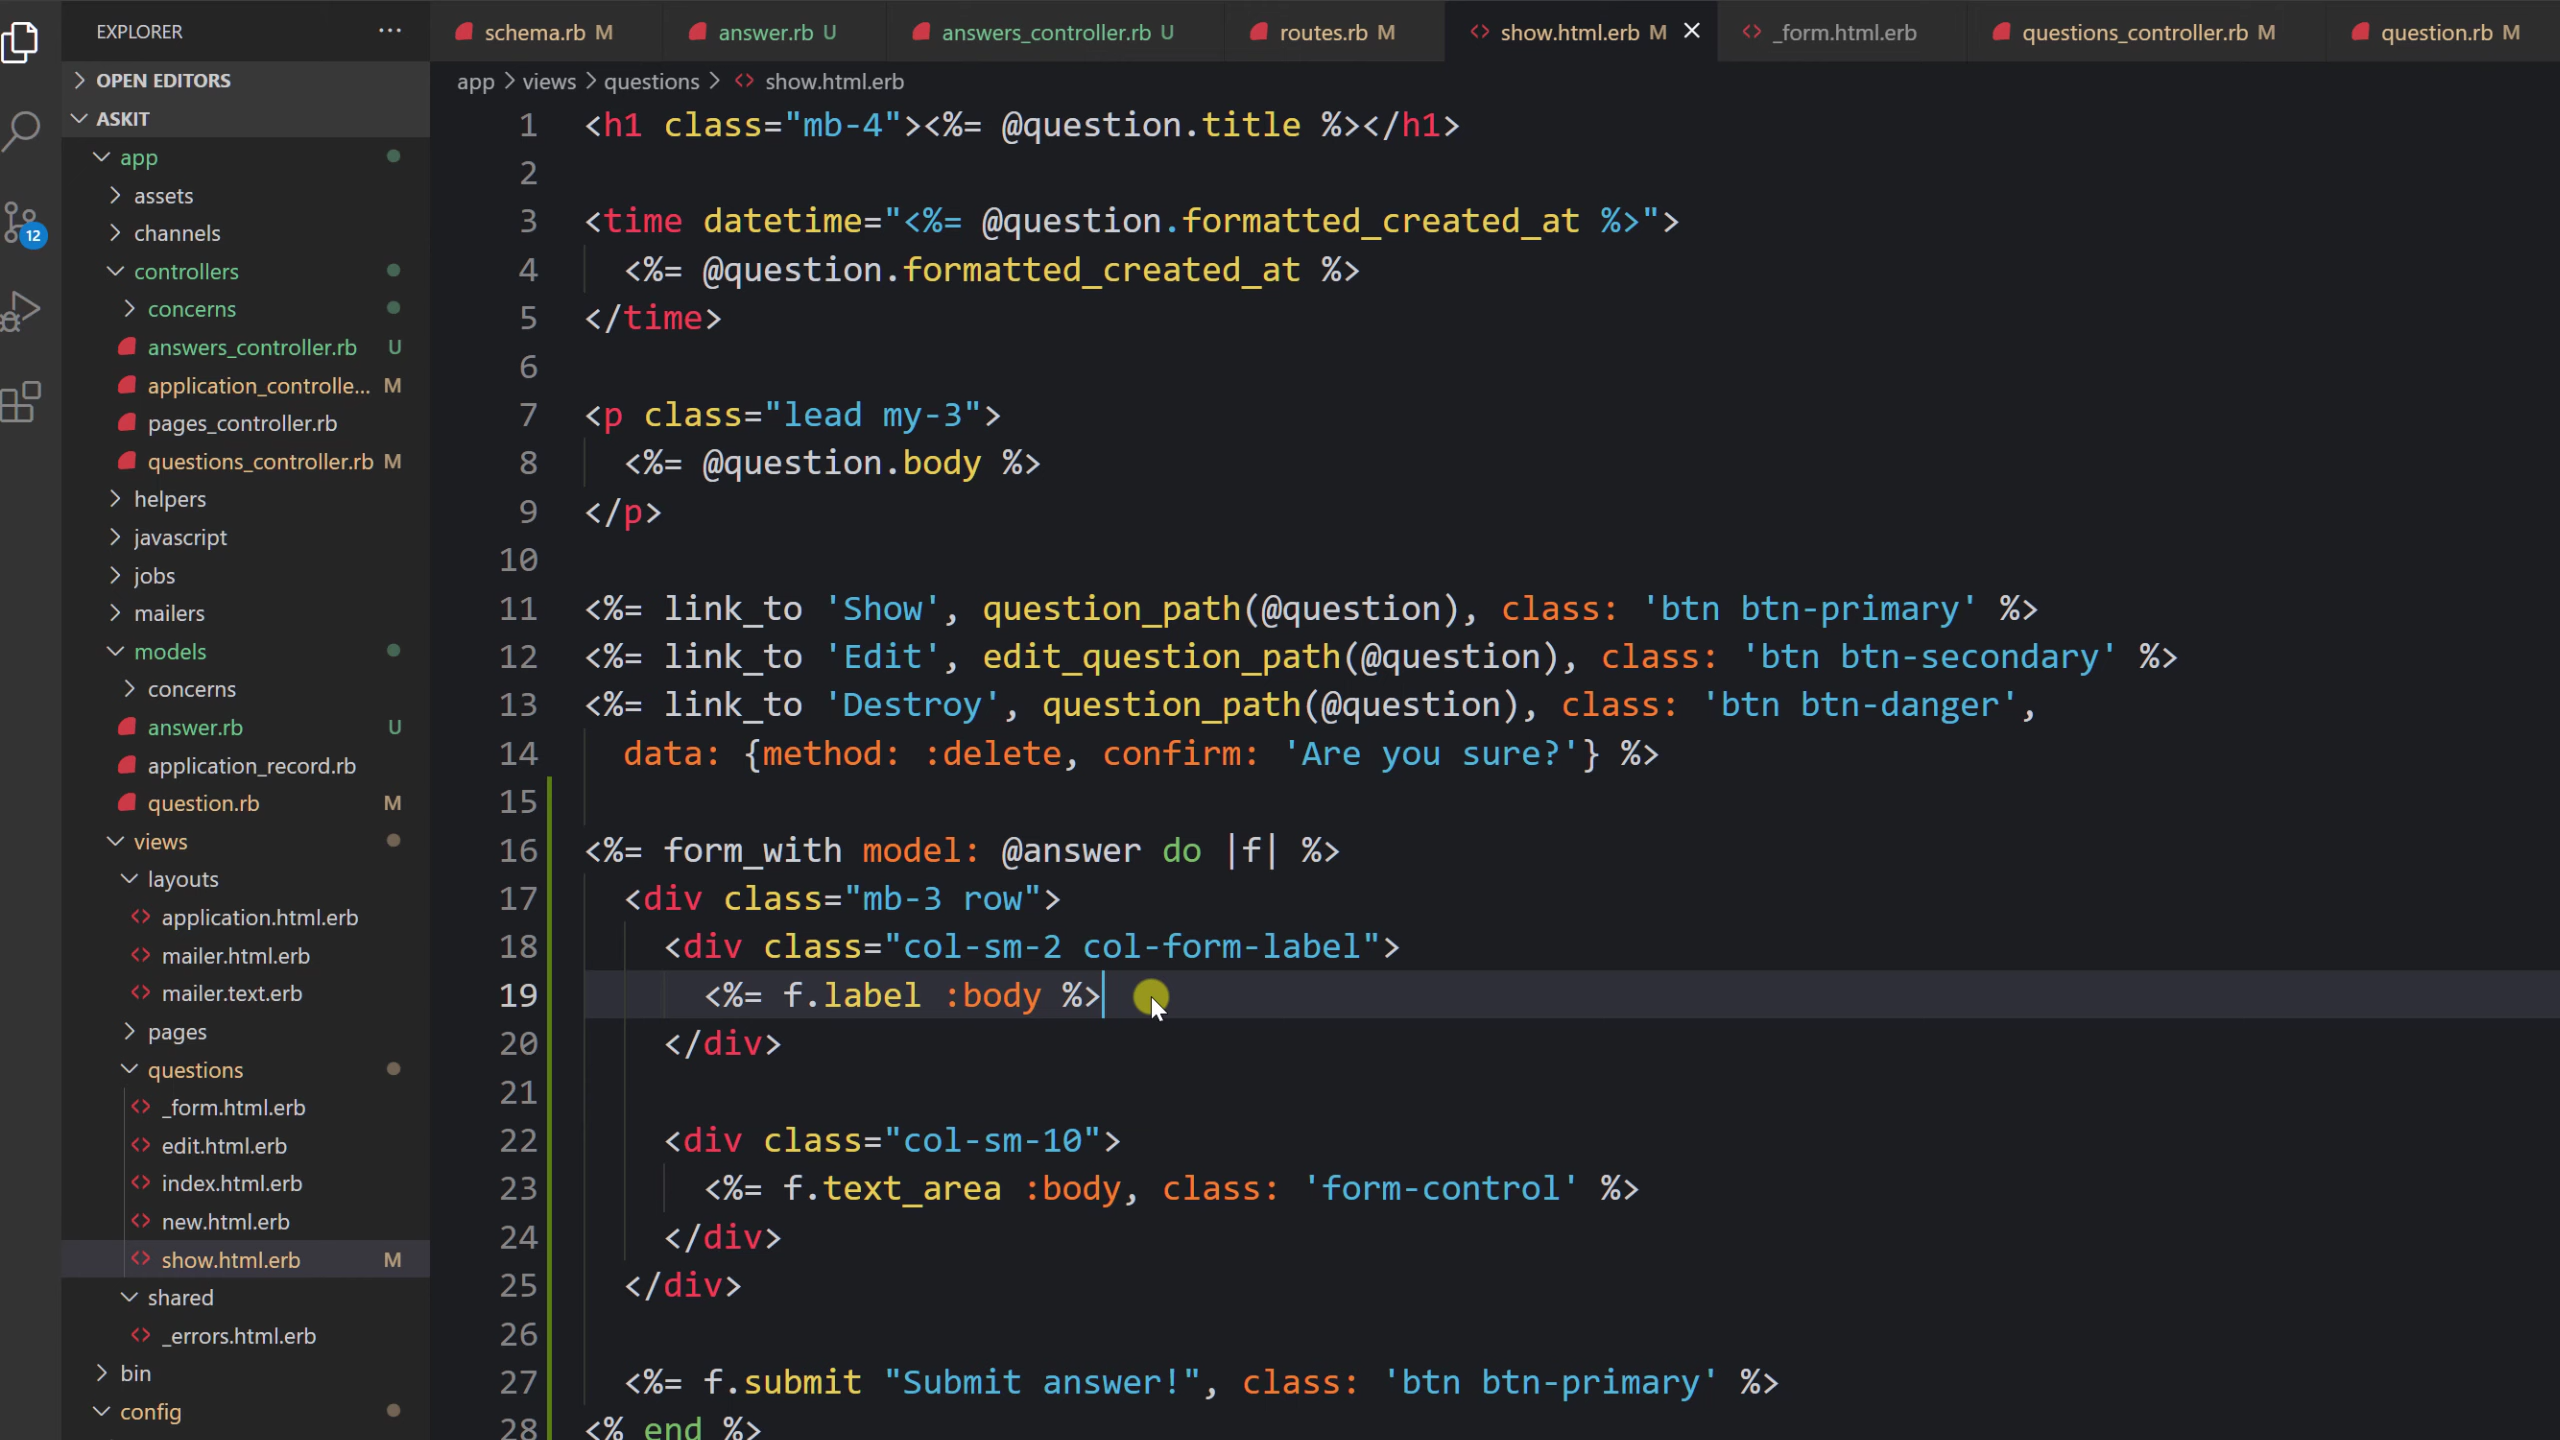 EXPLORER ···
OPEN EDITORS
ASKIT
app
assets
channels
controllers
concerns
answers_controller.rb U
application_controlle... M
pages_controller.rb
questions_controller.rb M
helpers
javascript
jobs
mailers
models
concerns
answer.rb U
application_record.rb
question.rb M
views
layouts
application.html.erb
mailer.html.erb
mailer.text.erb
pages
questions
_form.html.erb
edit.html.erb
index.html.erb
new.html.erb
show.html.erb M
shared
_errors.html.erb
bin
config
12
schema.rb M answer.rb U answers_controller.rb U routes.rb M show.html.erb M _form.html.erb questions_controller.rb M question.rb M
app > views > questions > show.html.erb
1 <h1 class="mb-4"><%= @question.title %></h1>
2
3 <time datetime="<%= @question.formatted_created_at %>">
4 <%= @question.formatted_created_at %>
5 </time>
6
7 <p class="lead my-3">
8 <%= @question.body %>
9 </p>
10
11 <%= link_to 'Show', question_path(@question), class: 'btn btn-primary' %>
12 <%= link_to 'Edit', edit_question_path(@question), class: 'btn btn-secondary' %>
13 <%= link_to 'Destroy', question_path(@question), class: 'btn btn-danger',
14 data: {method: :delete, confirm: 'Are you sure?'} %>
15
16 <%= form_with model: @answer do |f| %>
17 <div class="mb-3 row">
18 <div class="col-sm-2 col-form-label">
19 <%= f.label :body %>
20 </div>
21
22 <div class="col-sm-10">
23 <%= f.text_area :body, class: 'form-control' %>
24 </div>
25 </div>
26
27 <%= f.submit "Submit answer!", class: 'btn btn-primary' %>
28 <% end %>